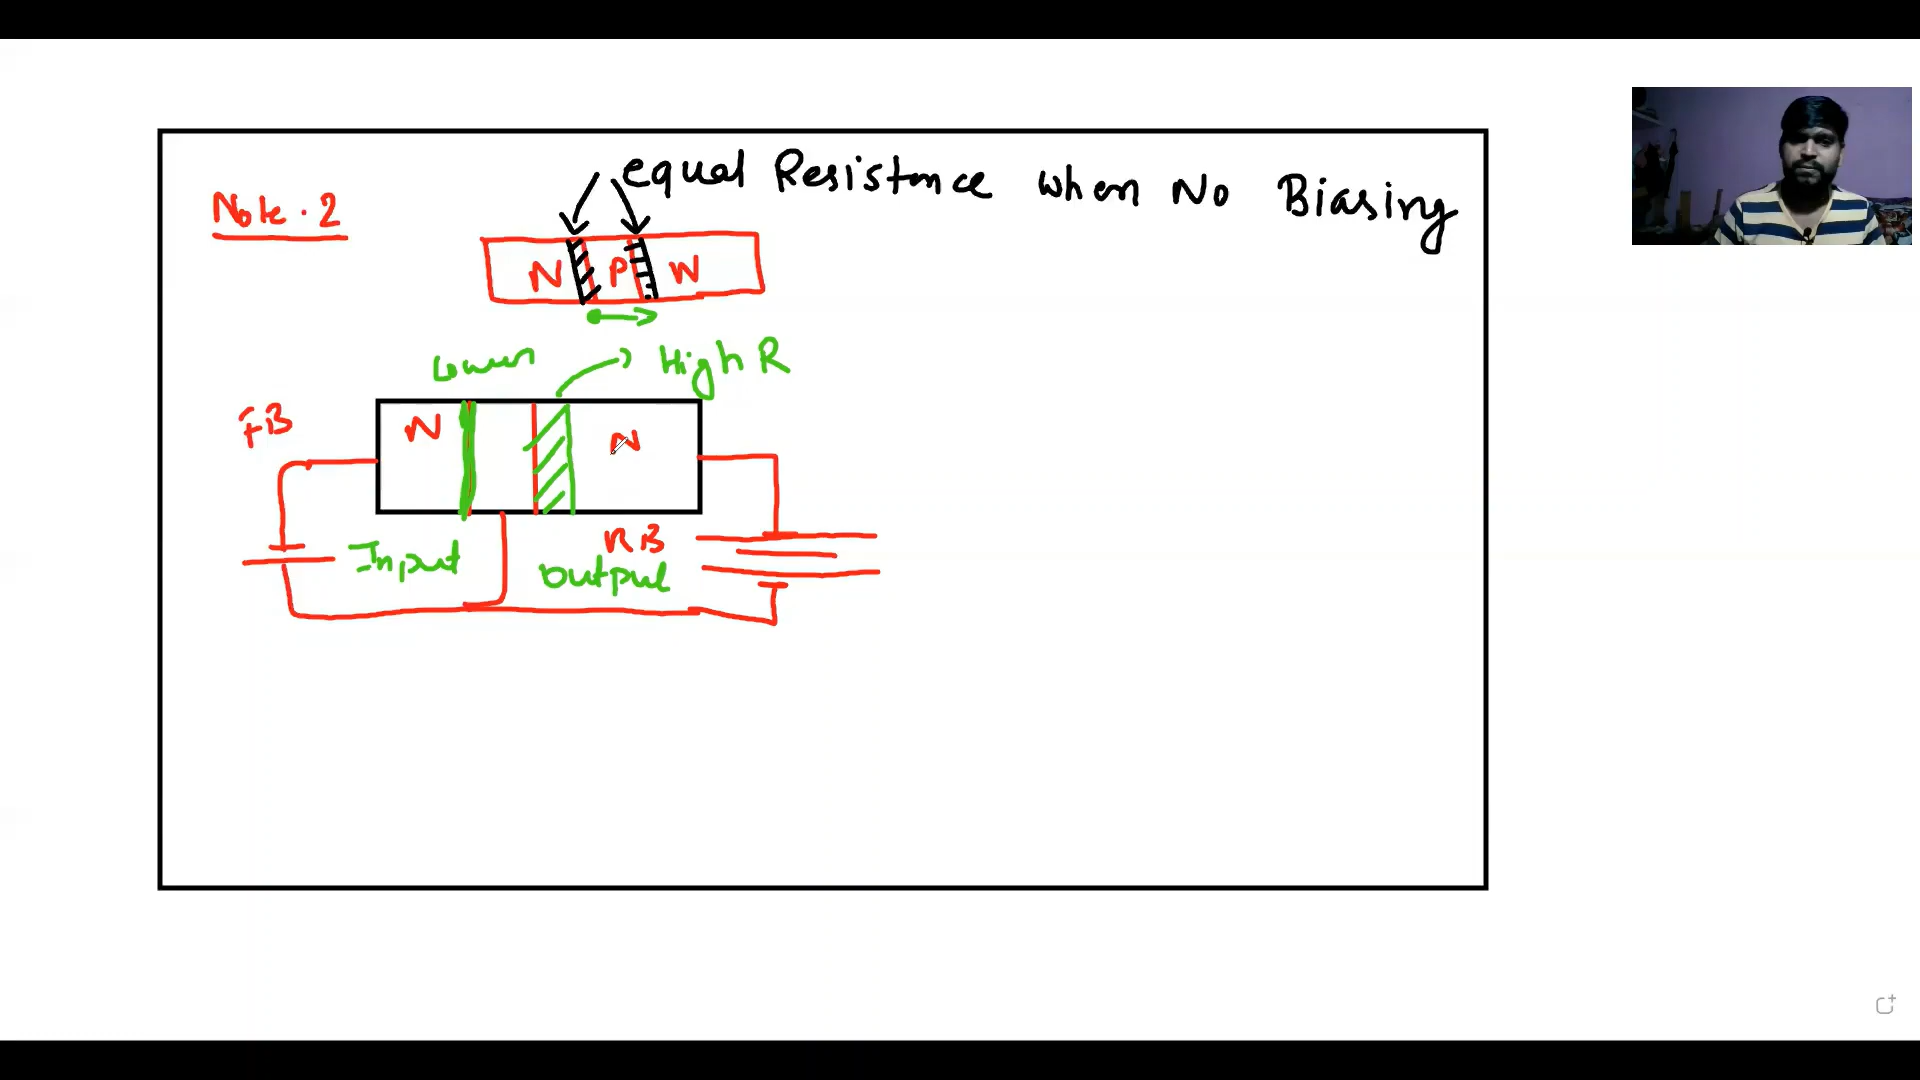 equal Resistance when No Biasing
Note. 2
N P N
Lower High R
FB N N
Input RB
output